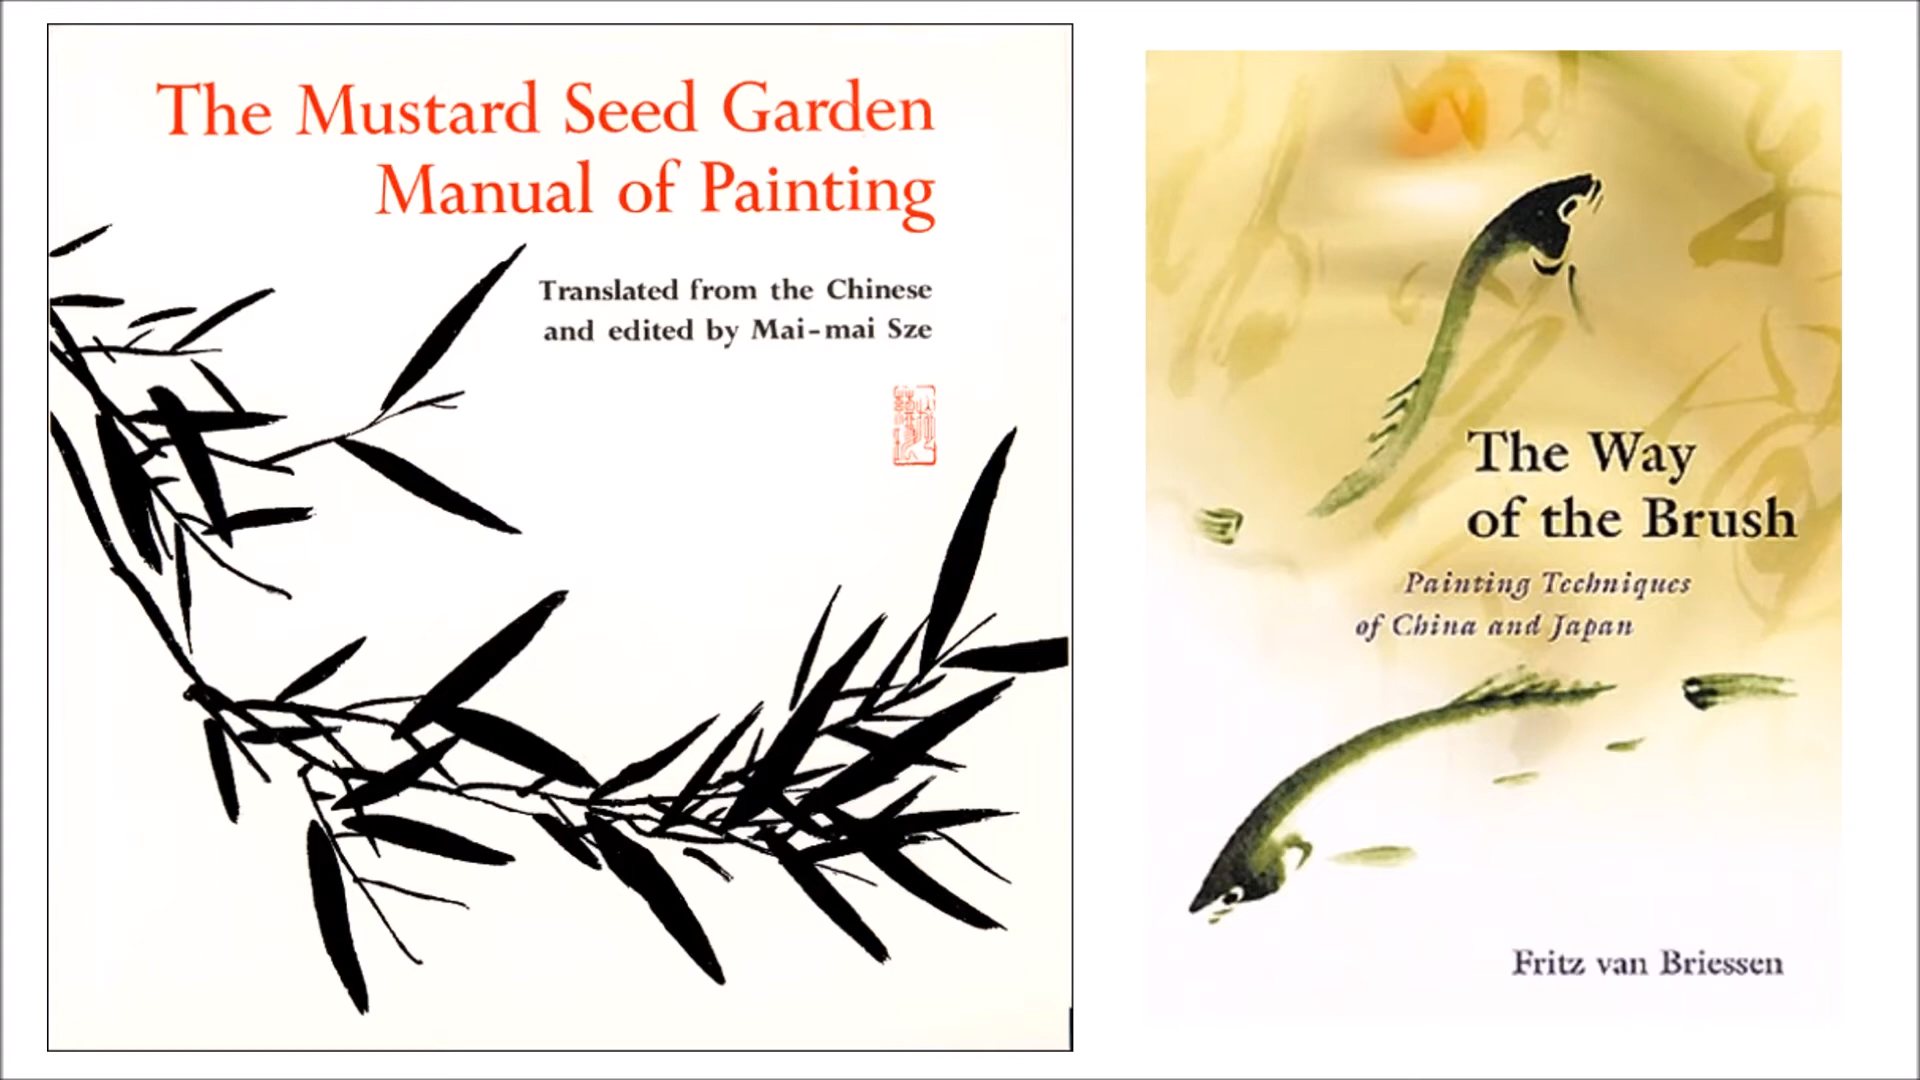 The Mustard Seed Garden
Manual of Painting
Translated from the Chinese
and edited by Mai-mai Sze
The Way
of the Brush
Painting Techniques
of China and Japan
Fritz van Briessen